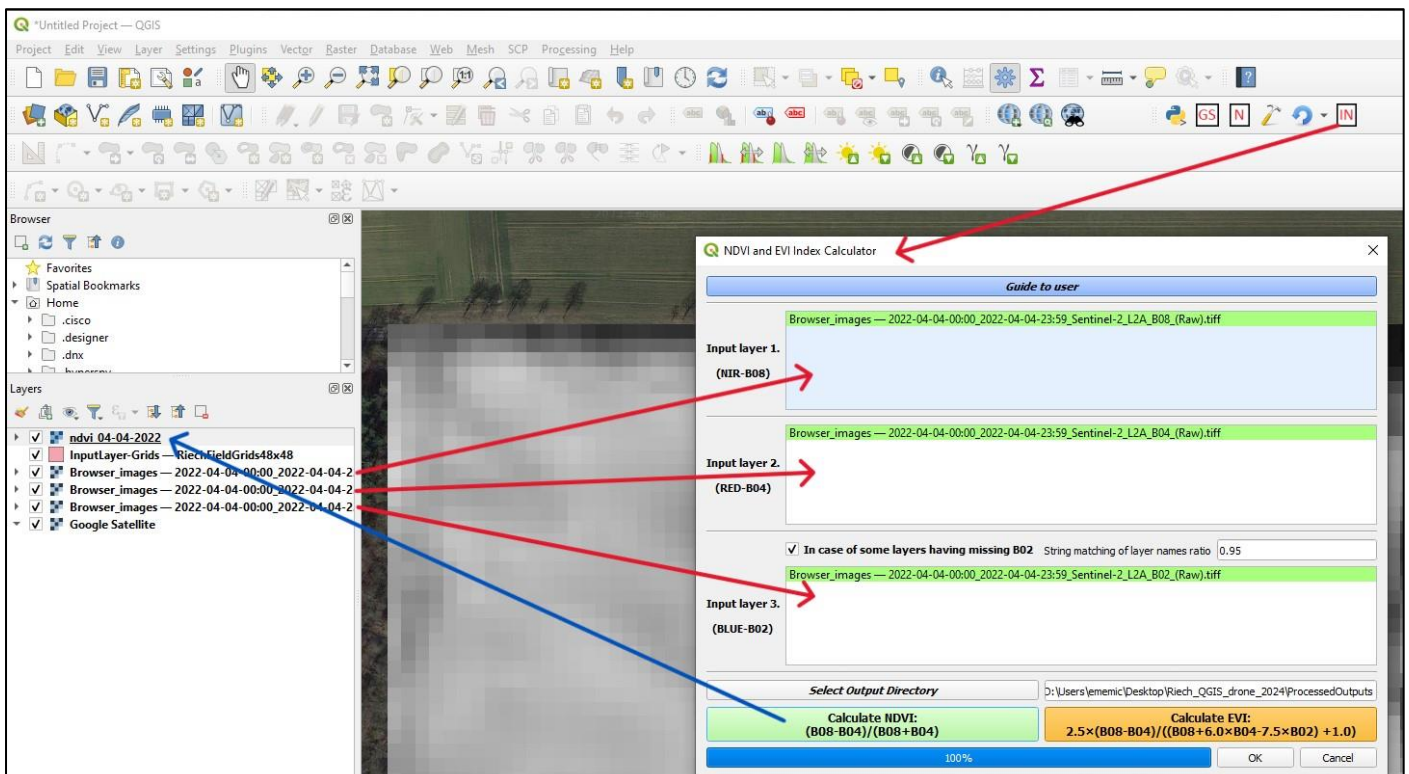 *Untitled Project — QGIS
Project Edit View Layer Settings Plugins Vector Raster Database Web Mesh SCP Processing Help
abc ab abc
GS N IN
Browser
Favorites
Spatial Bookmarks
Home
.cisco
.designer
.dnx
Layers
ndvi_04-04-2022
InputLayer-Grids — RiechFieldGrids48x48
Browser_images — 2022-04-04-00:00_2022-04-04-2
Browser_images — 2022-04-04-00:00_2022-04-04-2
Browser_images — 2022-04-04-00:00_2022-04-04-2
Google Satellite
NDVI and EVI Index Calculator
Guide to user
Input layer 1.
(NIR-B08)
Browser_images — 2022-04-04-00:00_2022-04-04-23:59_Sentinel-2_L2A_B08_(Raw).tiff
Input layer 2.
(RED-B04)
Browser_images — 2022-04-04-00:00_2022-04-04-23:59_Sentinel-2_L2A_B04_(Raw).tiff
In case of some layers having missing B02 String matching of layer names ratio 0.95
Input layer 3.
(BLUE-B02)
Browser_images — 2022-04-04-00:00_2022-04-04-23:59_Sentinel-2_L2A_B02_(Raw).tiff
Select Output Directory
D:\Users\ememic\Desktop\Riech_QGIS_drone_2024\ProcessedOutputs
Calculate NDVI:
(B08-B04)/(B08+B04)
Calculate EVI:
2.5×(B08-B04)/((B08+6.0×B04-7.5×B02) +1.0)
100%
OK Cancel